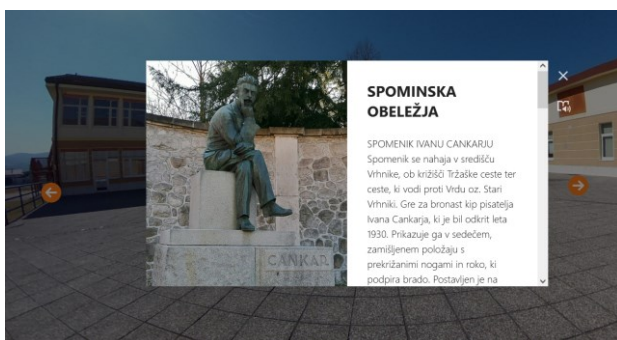 SPOMINSKA
OBELEŽJA
SPOMENIK IVANU CANKARJU
Spomenik se nahaja v središču
Vrhnike, ob križišči Tržaške ceste ter
ceste, ki vodi proti Vrdu oz. Stari
Vrhniki. Gre za bronast kip pisatelja
Ivana Cankarja, ki je bil odkrit leta
1930. Prikazuje ga v sedečem,
zamišljenem položaju s
prekrižanimi nogami in roko, ki
podpira brado. Postavljen je na
CANKAR